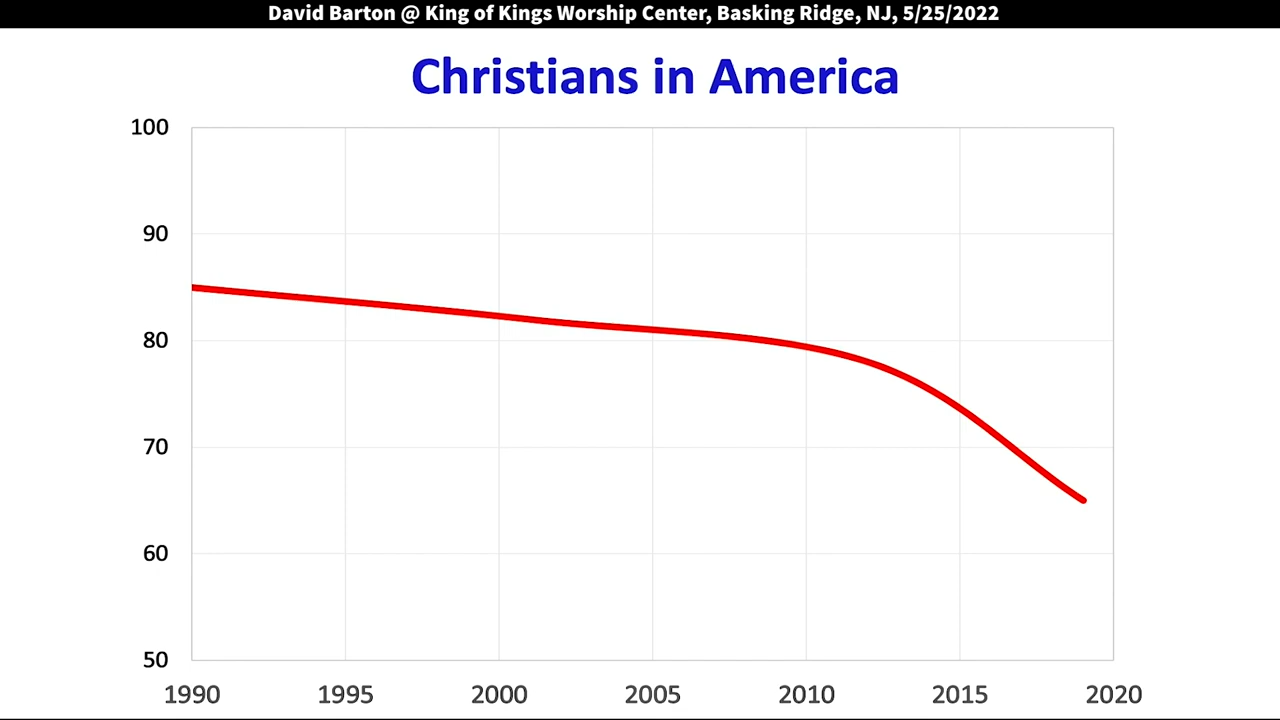 David Barton @ King of Kings Worship Center, Basking Ridge, NJ, 5/25/2022
Christians in America
100
90
80
70
60
50
1990 1995 2000 2005 2010 2015 2020